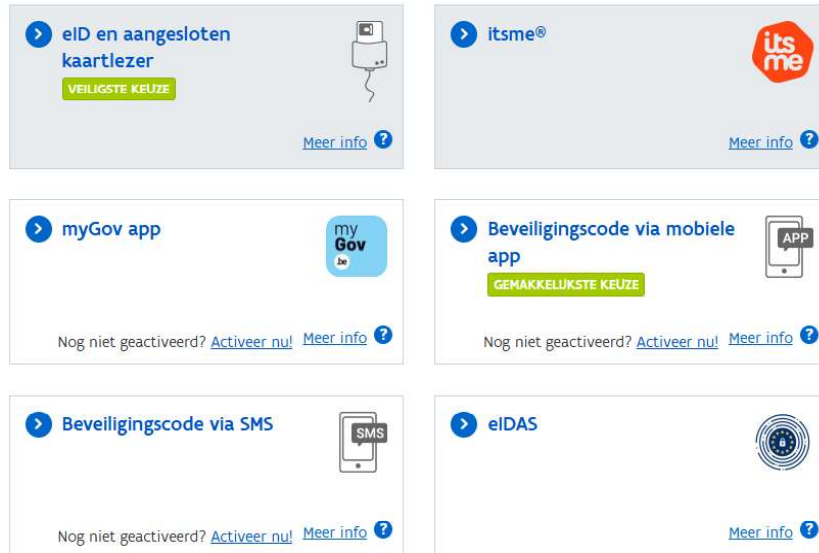 eID en aangesloten
kaartlezer
VEILIGSTE KEUZE
Meer info ?
itsme®
its
me
Meer info ?
myGov app
my
Gov
.be
Nog niet geactiveerd? Activeer nu! Meer info ?
Beveiligingscode via mobiele
app
APP
GEMAKKELIJKSTE KEUZE
Nog niet geactiveerd? Activeer nu! Meer info ?
Beveiligingscode via SMS
SMS
Nog niet geactiveerd? Activeer nu! Meer info ?
eIDAS
Meer info ?